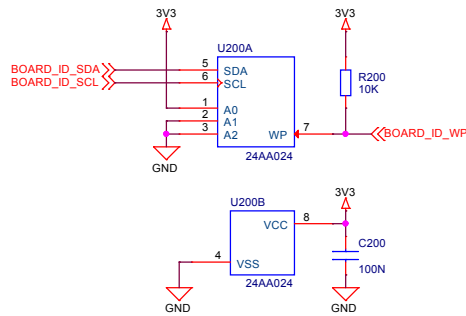 3V3
U200A
3V3
BOARD_ID_SDA
5
SDA
BOARD_ID_SCL
6
SCL
R200
10K
1
A0
2
A1
3
A2
WP
7
BOARD_ID_WP
24AA024
GND
U200B
3V3
VCC
8
C200
100N
4
VSS
24AA024
GND
GND